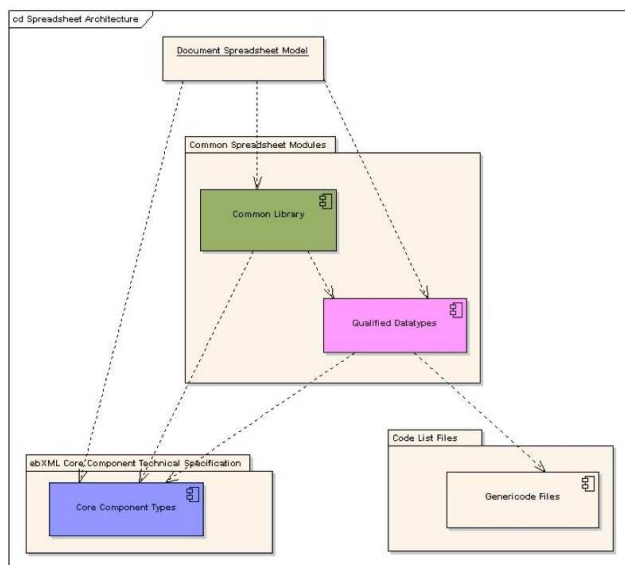 cd Spreadsheet Architecture
Document Spreadsheet Model
Common Spreadsheet Modules
Common Library
Qualified Datatypes
Code List Files
ebXML Core Component Technical Specification
Genericode Files
Core Component Types